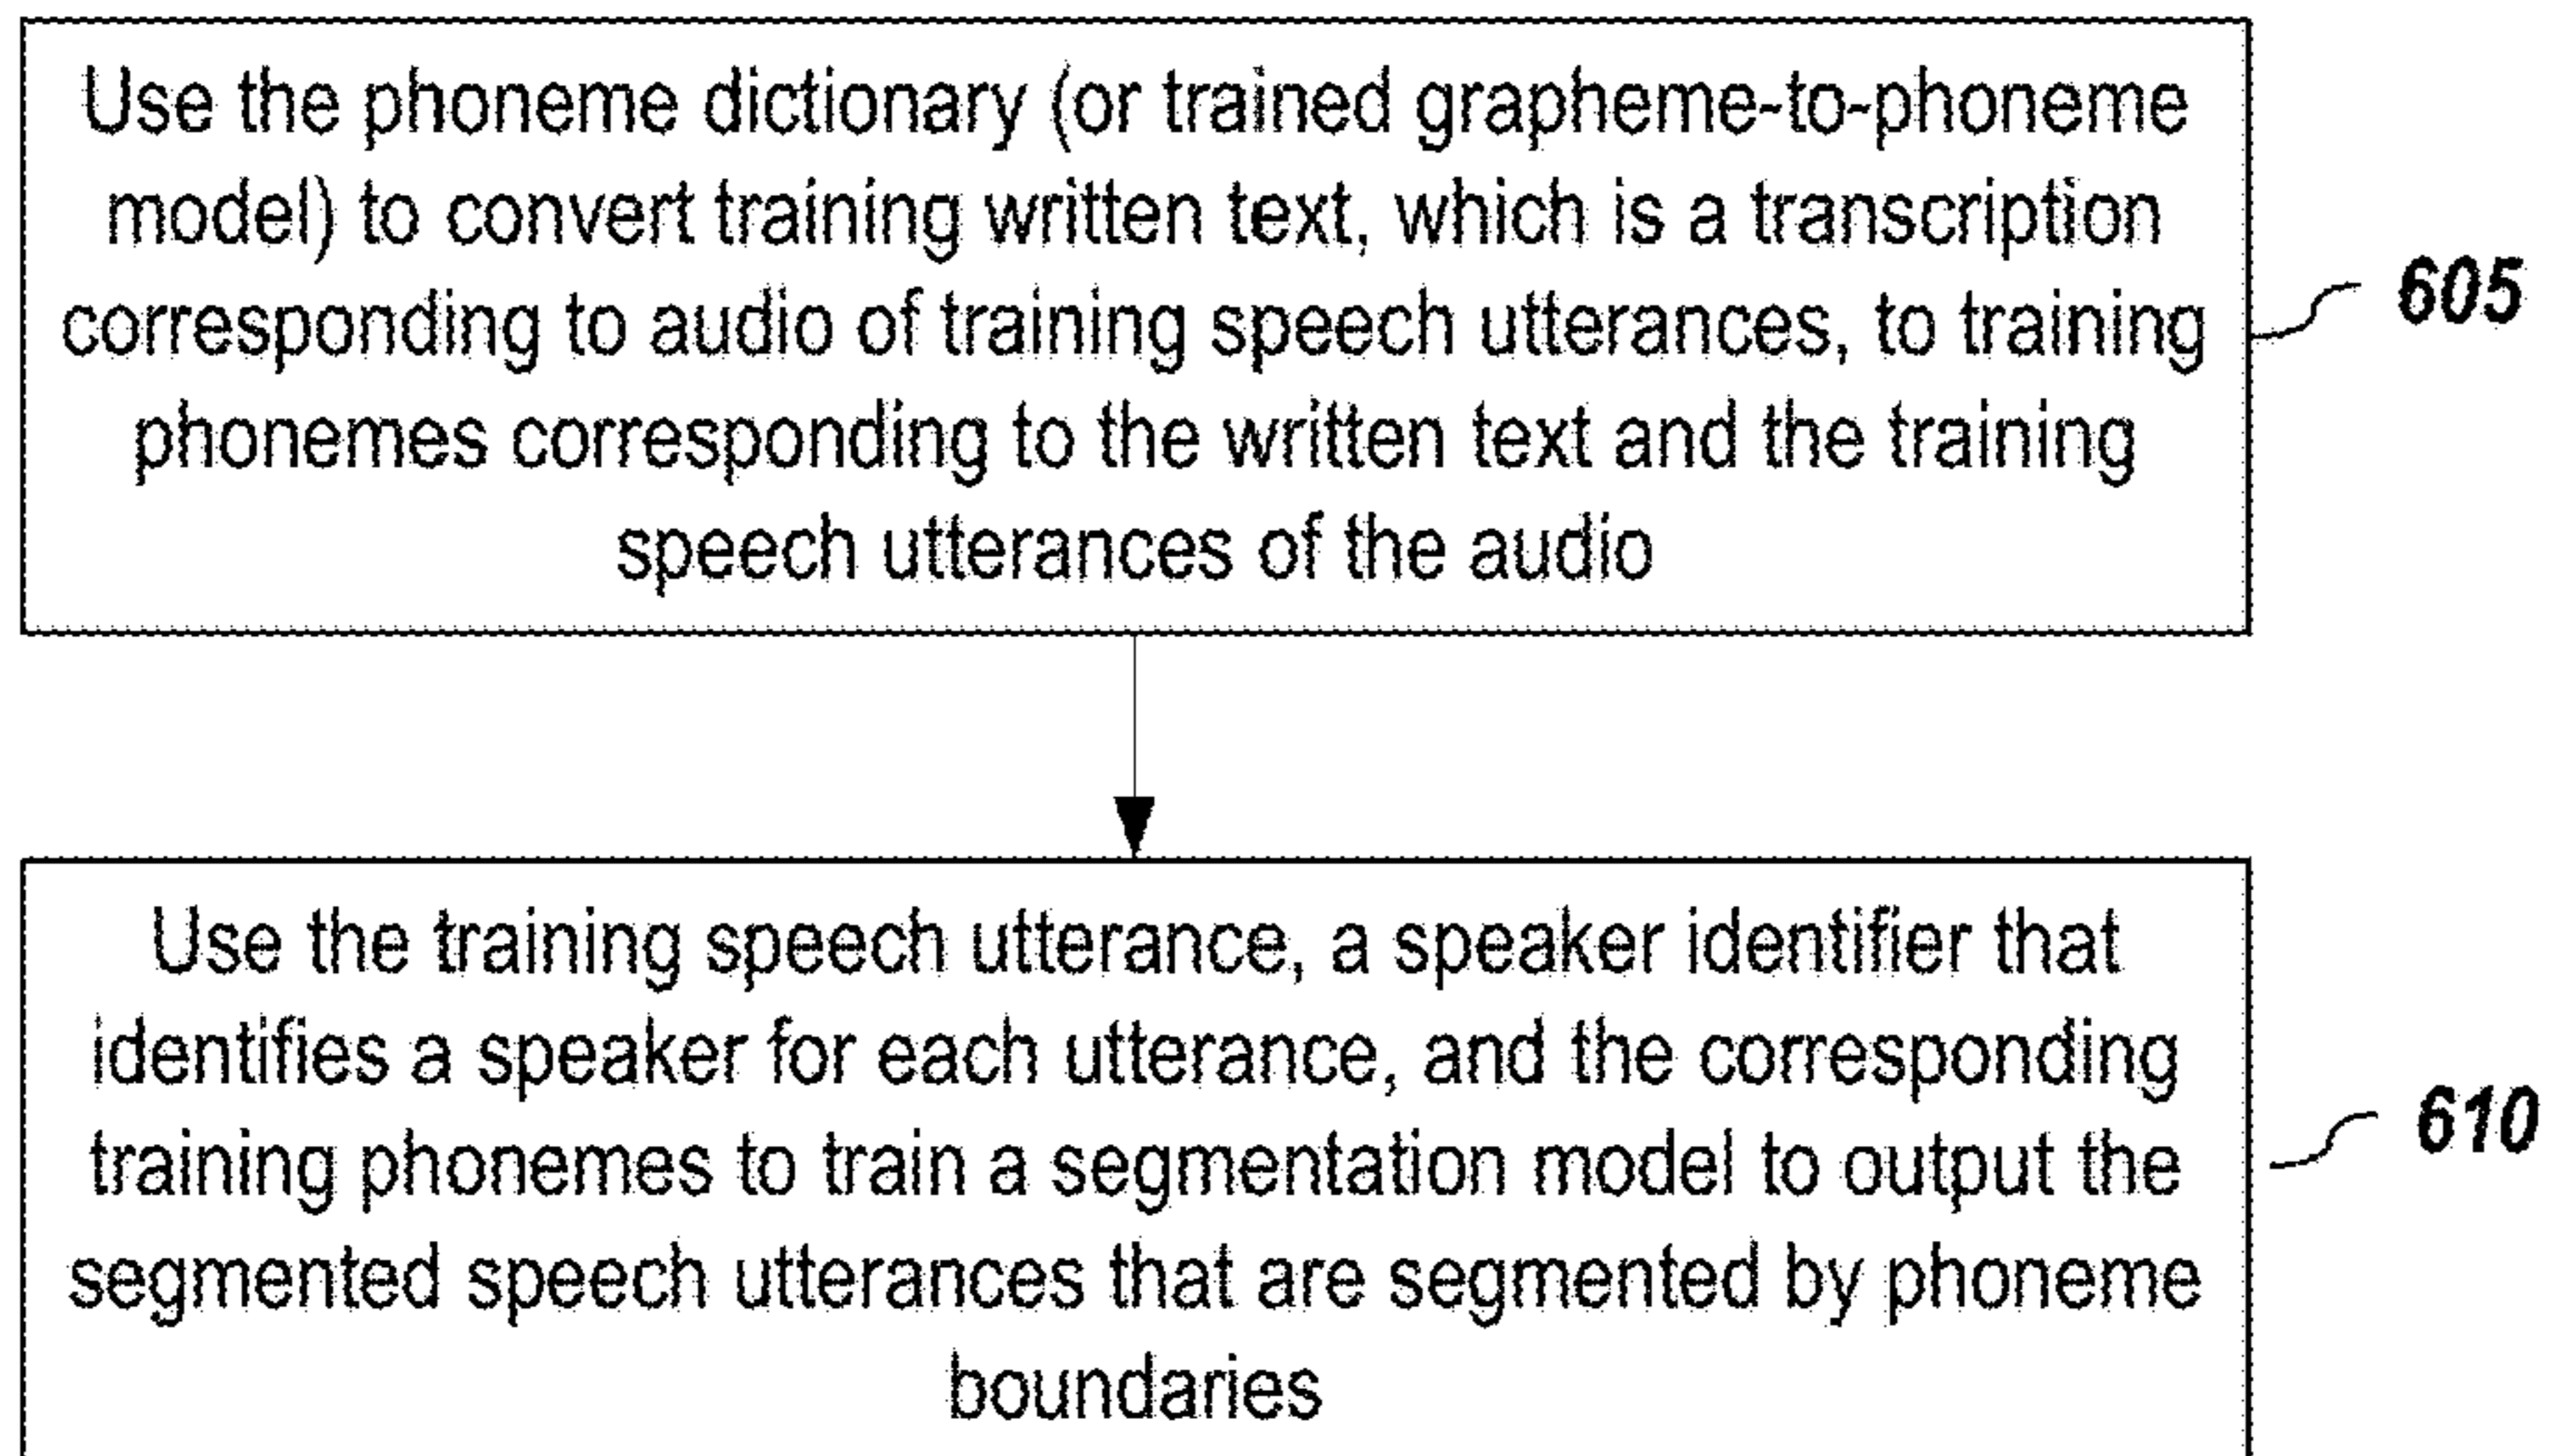 Use the phoneme dictionary (or trained grapheme-to-phoneme
model) to convert training written text, which is a transcription
corresponding to audio of training speech utterances, to training
phonemes corresponding to the written text and the training
speech utterances of the audio
605
Use the training speech utterance, a speaker identifier that
identifies a speaker for each utterance, and the corresponding
training phonemes to train a segmentation model to output the
segmented speech utterances that are segmented by phoneme
boundaries
610